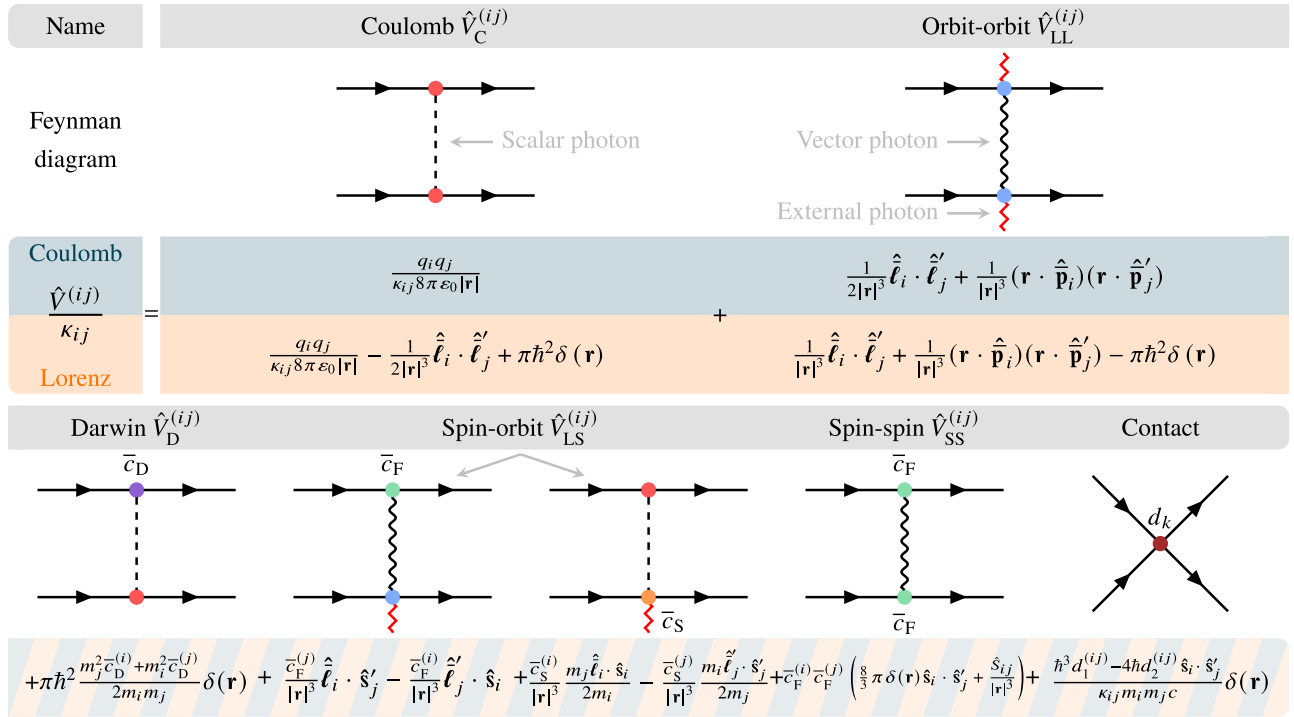 Name Coulomb $\hat{V}_{\mathrm{C}}^{(ij)}$ Orbit-orbit $\hat{V}_{\mathrm{LL}}^{(ij)}$
Feynman
diagram
Scalar photon
Vector photon
External photon
Coulomb
$\frac{\hat{V}^{(ij)}}{\kappa_{ij}}$ =
Lorenz
$\frac{q_i q_j}{\kappa_{ij} 8\pi\varepsilon_0 |\mathbf{r}|}$
$\frac{q_i q_j}{\kappa_{ij} 8\pi\varepsilon_0 |\mathbf{r}|} - \frac{1}{2|\mathbf{r}|^3} \hat{\bar{\boldsymbol{\ell}}}_i \cdot \hat{\bar{\boldsymbol{\ell}}}_j' + \pi\hbar^2 \delta(\mathbf{r})$
+
$\frac{1}{2|\mathbf{r}|^3} \hat{\bar{\boldsymbol{\ell}}}_i \cdot \hat{\bar{\boldsymbol{\ell}}}_j' + \frac{1}{|\mathbf{r}|^3} (\mathbf{r} \cdot \hat{\bar{\mathbf{p}}}_i)(\mathbf{r} \cdot \hat{\bar{\mathbf{p}}}_j')$
$\frac{1}{|\mathbf{r}|^3} \hat{\bar{\boldsymbol{\ell}}}_i \cdot \hat{\bar{\boldsymbol{\ell}}}_j' + \frac{1}{|\mathbf{r}|^3} (\mathbf{r} \cdot \hat{\bar{\mathbf{p}}}_i)(\mathbf{r} \cdot \hat{\bar{\mathbf{p}}}_j') - \pi\hbar^2 \delta(\mathbf{r})$
Darwin $\hat{V}_{\mathrm{D}}^{(ij)}$ Spin-orbit $\hat{V}_{\mathrm{LS}}^{(ij)}$ Spin-spin $\hat{V}_{\mathrm{SS}}^{(ij)}$ Contact
$\bar{c}_{\mathrm{D}}$ $\bar{c}_{\mathrm{F}}$ $\bar{c}_{\mathrm{F}}$
$d_k$
$\bar{c}_{\mathrm{S}}$ $\bar{c}_{\mathrm{F}}$
$+\pi\hbar^2 \frac{m_j^2 \bar{c}_{\mathrm{D}}^{(i)} + m_i^2 \bar{c}_{\mathrm{D}}^{(j)}}{2m_i m_j} \delta(\mathbf{r}) + \frac{\bar{c}_{\mathrm{F}}^{(j)}}{|\mathbf{r}|^3} \hat{\bar{\boldsymbol{\ell}}}_i \cdot \hat{\mathbf{s}}_j' - \frac{\bar{c}_{\mathrm{F}}^{(i)}}{|\mathbf{r}|^3} \hat{\bar{\boldsymbol{\ell}}}_j' \cdot \hat{\mathbf{s}}_i + \frac{\bar{c}_{\mathrm{S}}^{(i)}}{|\mathbf{r}|^3} \frac{m_j \hat{\bar{\boldsymbol{\ell}}}_i \cdot \hat{\mathbf{s}}_i}{2m_i} - \frac{\bar{c}_{\mathrm{S}}^{(j)}}{|\mathbf{r}|^3} \frac{m_i \hat{\bar{\boldsymbol{\ell}}}_j' \cdot \hat{\mathbf{s}}_j'}{2m_j} + \bar{c}_{\mathrm{F}}^{(i)} \bar{c}_{\mathrm{F}}^{(j)} \left( \frac{8}{3} \pi \delta(\mathbf{r}) \hat{\mathbf{s}}_i \cdot \hat{\mathbf{s}}_j' + \frac{\hat{S}_{ij}}{|\mathbf{r}|^3} \right) + \frac{\hbar^3 d_1^{(ij)} - 4\hbar d_2^{(ij)} \hat{\mathbf{s}}_i \cdot \hat{\mathbf{s}}_j'}{\kappa_{ij} m_i m_j c} \delta(\mathbf{r})$